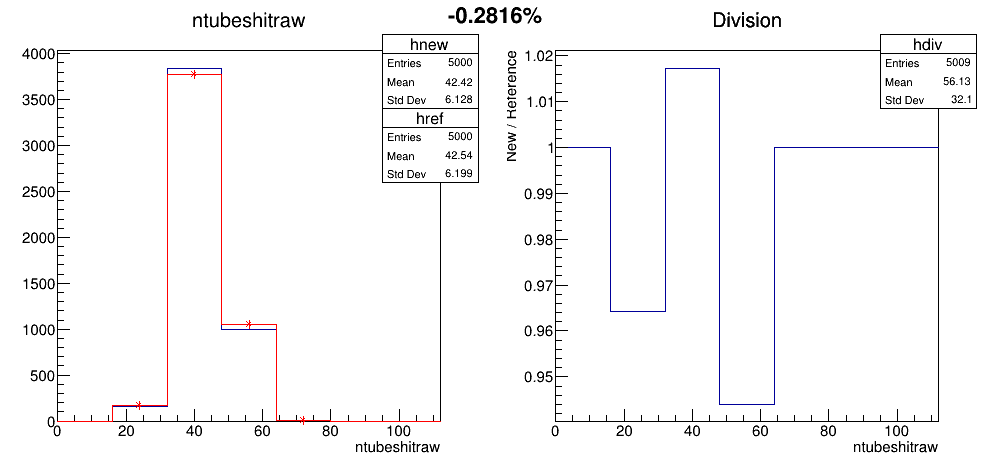 -0.2816%
ntubeshitraw
hnew
Entries 5000
Mean 42.42
Std Dev 6.128
href
Entries 5000
Mean 42.54
Std Dev 6.199
4000
3500
3000
2500
2000
1500
1000
500
0
0 20 40 60 80 100
ntubeshitraw
Division
hdiv
Entries 5009
Mean 56.13
Std Dev 32.1
New / Reference
1.02
1.01
1
0.99
0.98
0.97
0.96
0.95
0 20 40 60 80 100
ntubeshitraw